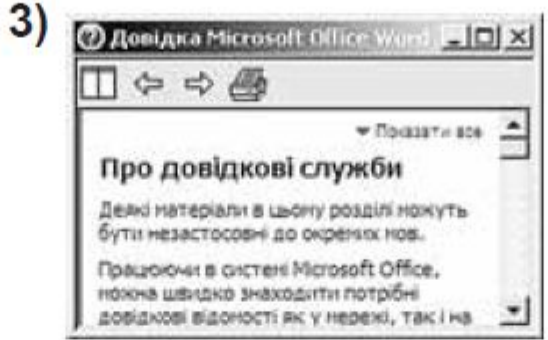 3)
Довідка Microsoft Office Word
Показати все
Про довідкові служби
Деякі матеріали в цьому розділі можуть
бути незастосовні до окремих мов.
Працюючи в системі Microsoft Office,
можна швидко знаходити потрібні
довідкові відомості як у мережі, так і на